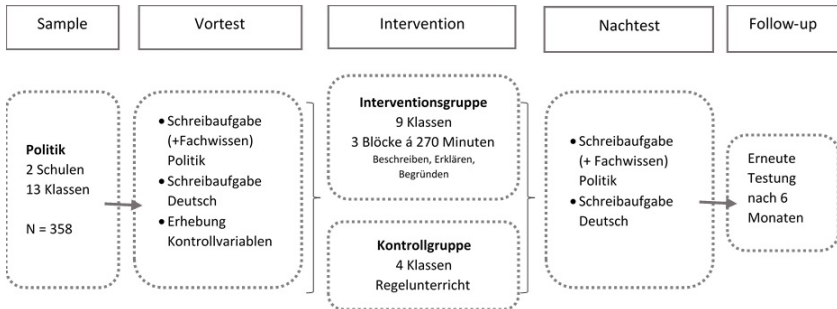 Sample
Vortest
Intervention
Nachtest
Follow-up
Politik
2 Schulen
13 Klassen
N = 358
• Schreibaufgabe
(+Fachwissen)
Politik
• Schreibaufgabe
Deutsch
• Erhebung
Kontrollvariablen
Interventionsgruppe
9 Klassen
3 Blöcke á 270 Minuten
Beschreiben, Erklären,
Begründen
Kontrollgruppe
4 Klassen
Regelunterricht
• Schreibaufgabe
(+ Fachwissen)
Politik
• Schreibaufgabe
Deutsch
Erneute
Testung
nach 6
Monaten